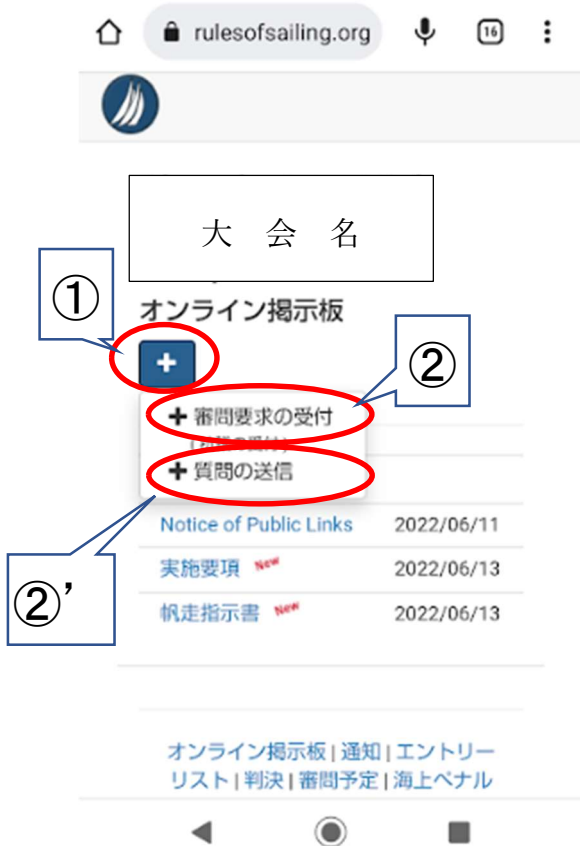 rulesofsailing.org
16
大 会 名
①
オンライン掲示板
②
+
+ 審問要求の受付
+ 質問の送信
Notice of Public Links 2022/06/11
実施要項 New 2022/06/13
②’
帆走指示書 New 2022/06/13
オンライン掲示板 | 通知 | エントリー
リスト | 判決 | 審問予定 | 海上ペナル